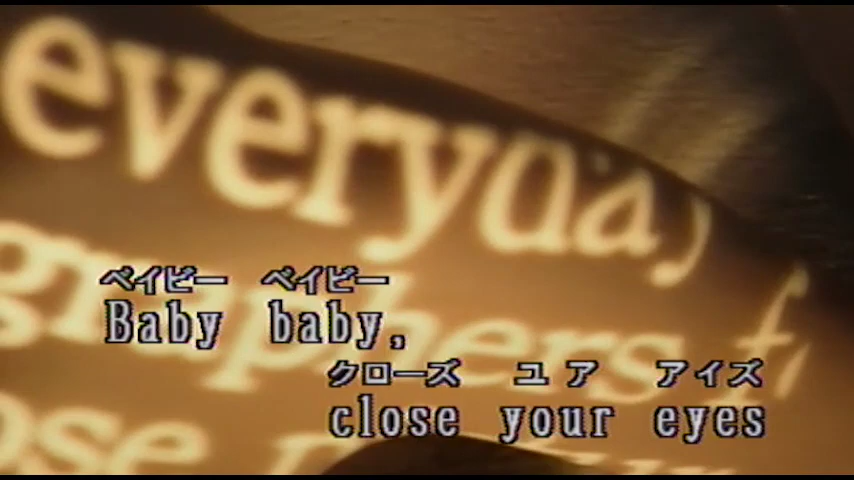 everyday
graphers f
ose
ベイビー ベイビー
Baby baby,
クローズ ユア アイズ
close your eyes